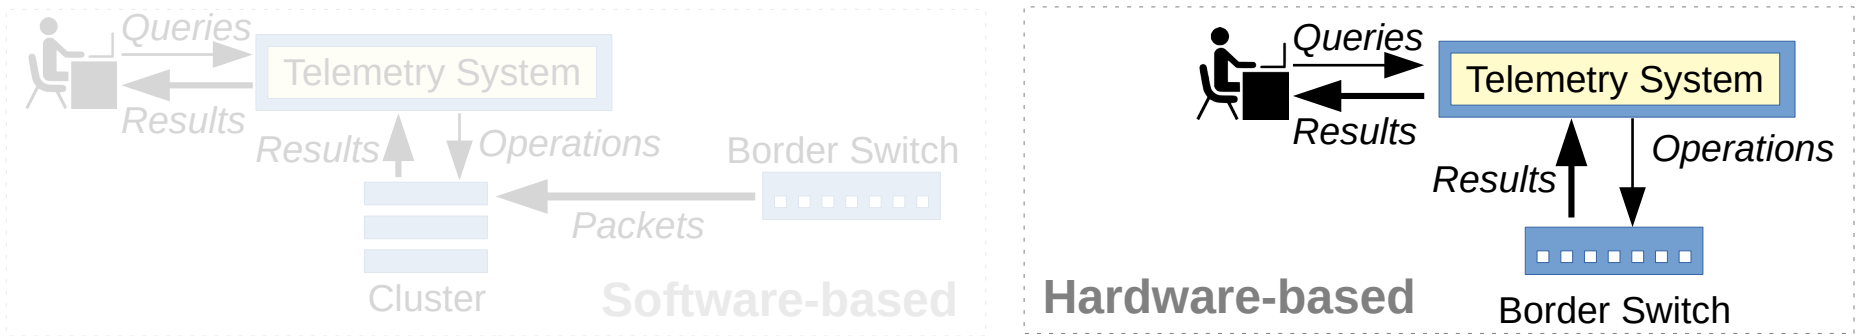 Queries
Telemetry System
Results
Results
Operations
Border Switch
Packets
Cluster
Software-based
Queries
Telemetry System
Results
Operations
Results
Hardware-based
Border Switch